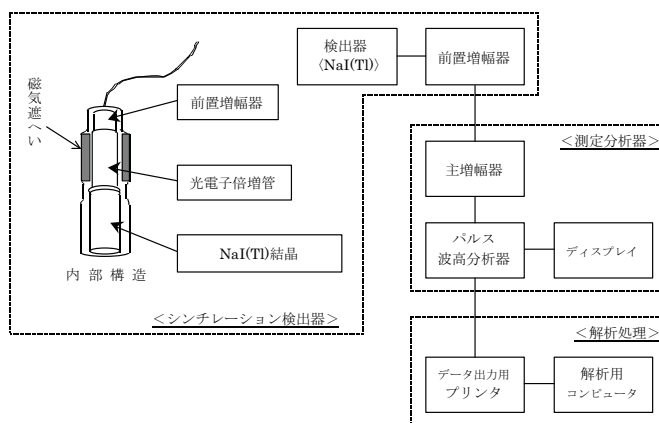 磁気遮へい
前置増幅器
光電子倍増管
NaI(Tl)結晶
内部構造
＜シンチレーション検出器＞
検出器
〈NaI(Tl)〉
前置増幅器
＜測定分析器＞
主増幅器
パルス
波高分析器
ディスプレイ
＜解析処理＞
データ出力用
プリンタ
解析用
コンピュータ